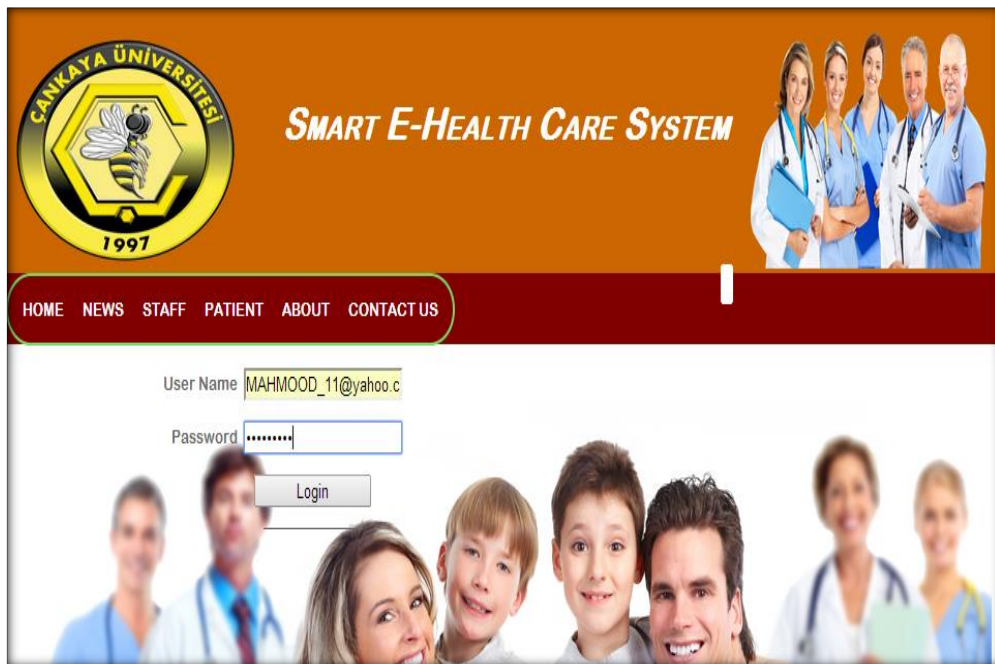 ÇANKAYA ÜNİVERSİTESİ
1997
SMART E-HEALTH CARE SYSTEM
HOME NEWS STAFF PATIENT ABOUT CONTACT US
User Name MAHMOOD_11@yahoo.c
Password •••••••••
Login